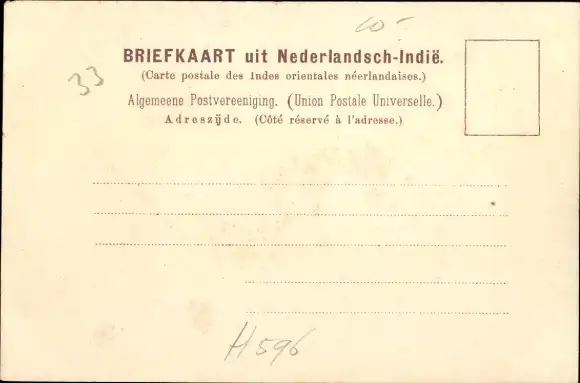 33
BRIEFKAART uit Nederlandsch-Indië.
(Carte postale des Indes orientales néerlandaises.)
Algemeene Postvereeniging. (Union Postale Universelle.)
Adreszijde. (Côté réservé à l'adresse.)
H596